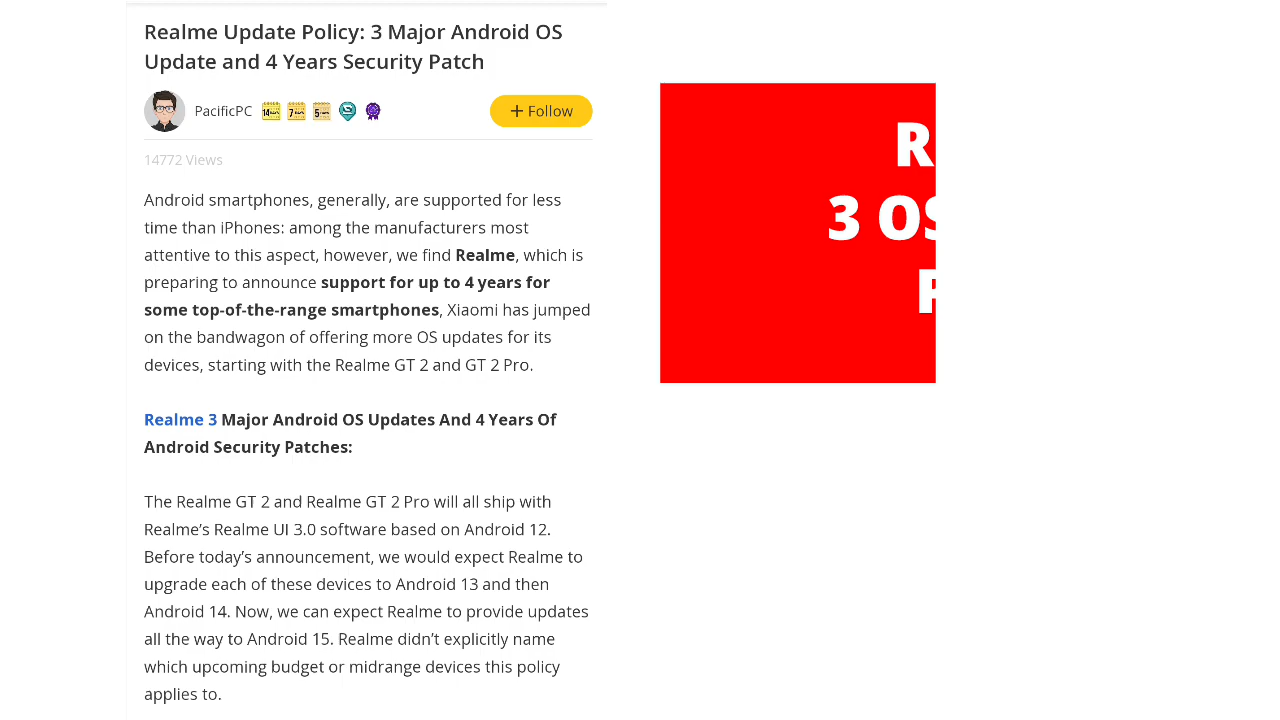 Realme Update Policy: 3 Major Android OS
Update and 4 Years Security Patch
PacificPC
+ Follow
14772 Views
Android smartphones, generally, are supported for less
time than iPhones: among the manufacturers most
attentive to this aspect, however, we find Realme, which is
preparing to announce support for up to 4 years for
some top-of-the-range smartphones, Xiaomi has jumped
on the bandwagon of offering more OS updates for its
devices, starting with the Realme GT 2 and GT 2 Pro.
Realme 3 Major Android OS Updates And 4 Years Of
Android Security Patches:
The Realme GT 2 and Realme GT 2 Pro will all ship with
Realme’s Realme UI 3.0 software based on Android 12.
Before today’s announcement, we would expect Realme to
upgrade each of these devices to Android 13 and then
Android 14. Now, we can expect Realme to provide updates
all the way to Android 15. Realme didn’t explicitly name
which upcoming budget or midrange devices this policy
applies to.
R
3 OS